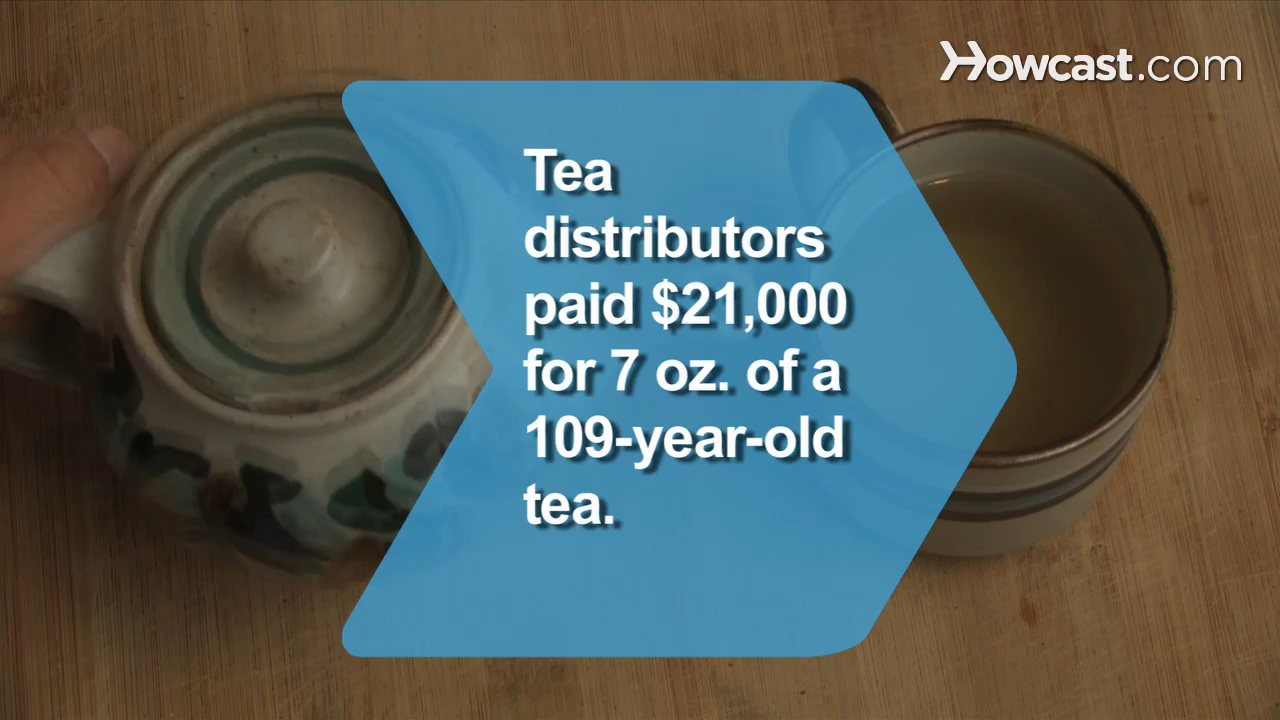 Howcast.com
Tea
distributors
paid $21,000
for 7 oz. of a
109-year-old
tea.